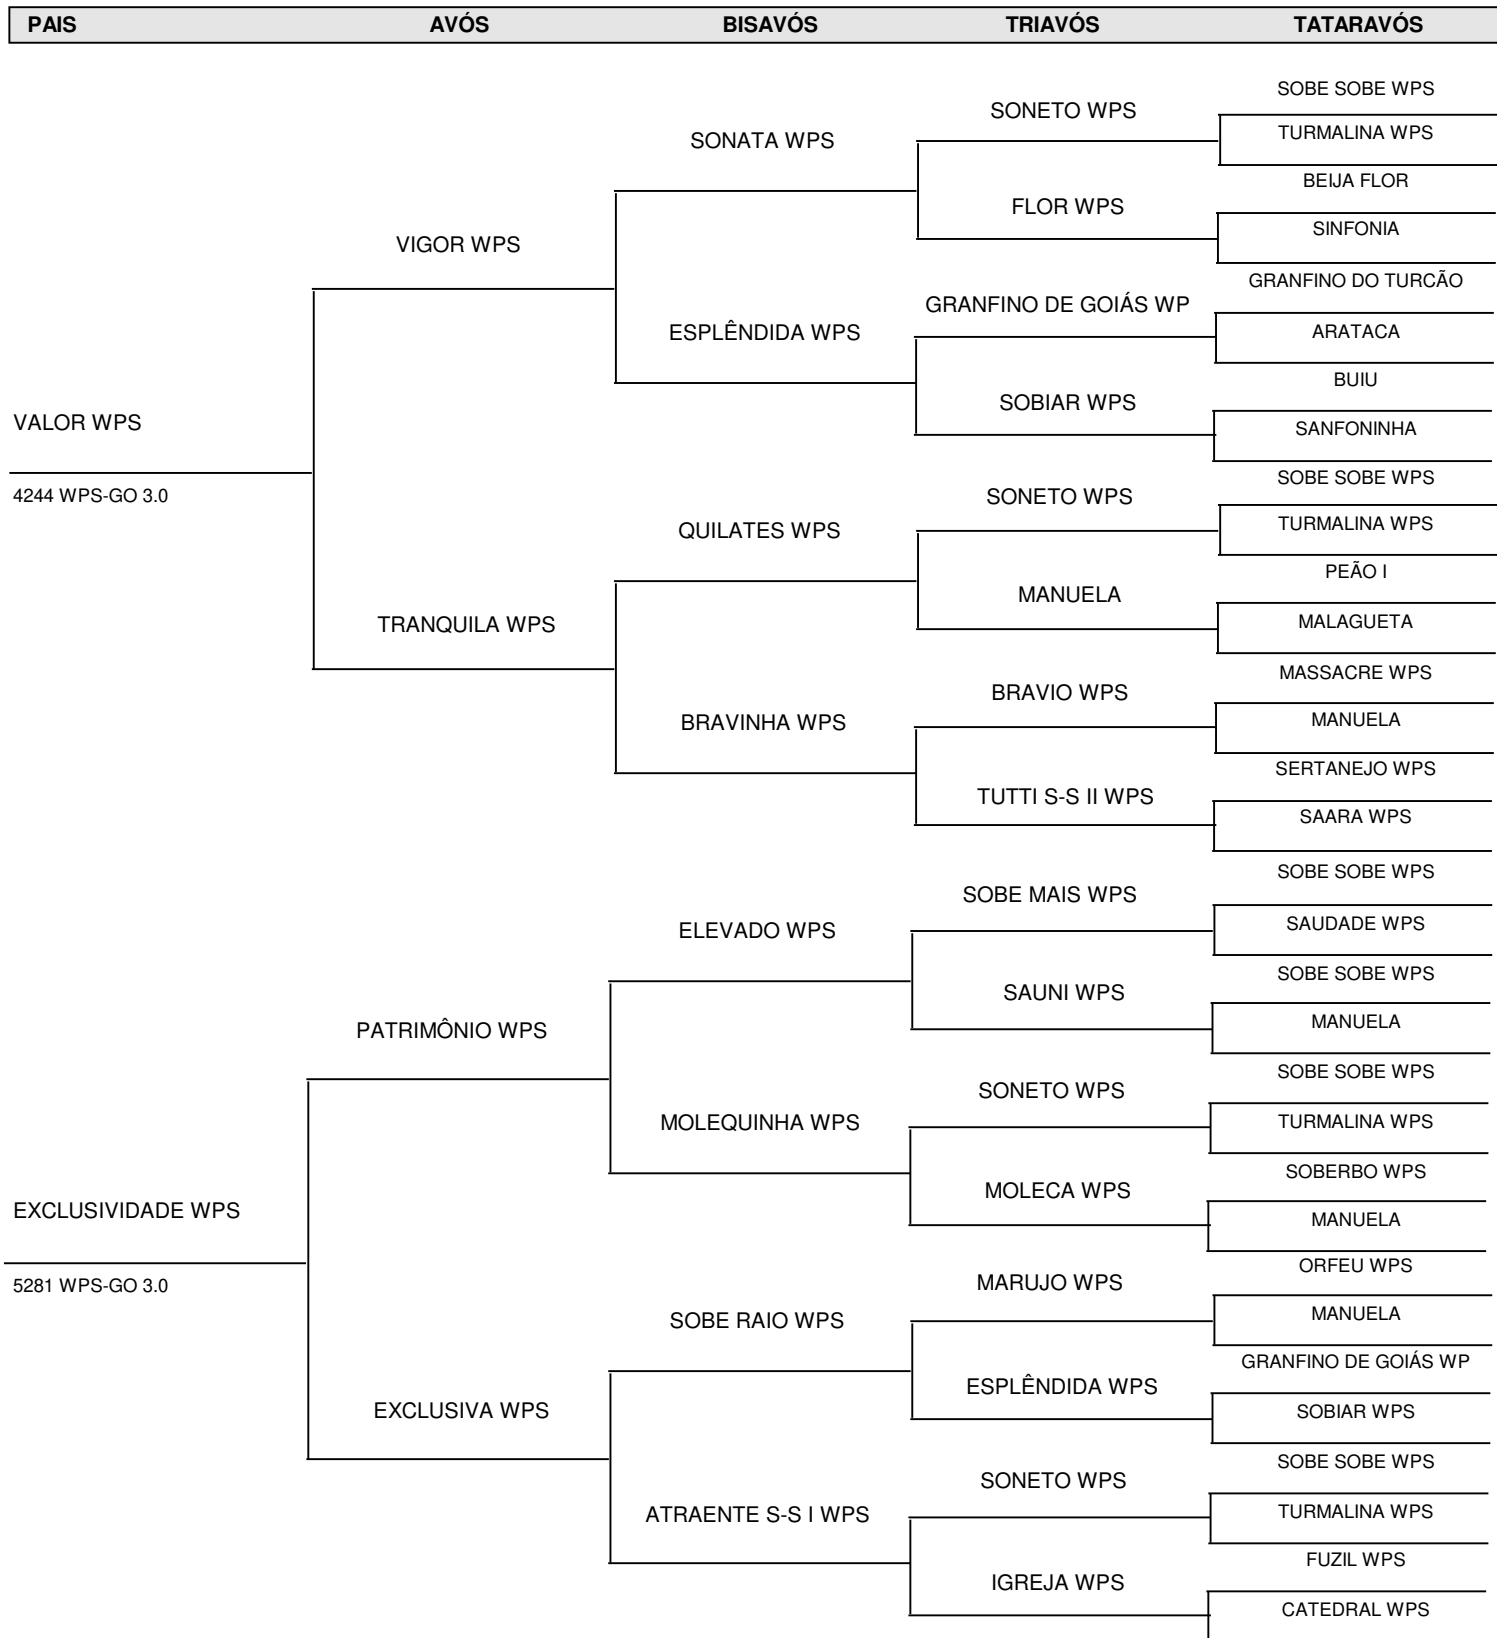 PAIS AVÓS BISAVÓS TRIAVÓS TATARAVÓS
SOBE SOBE WPS
SONETO WPS
TURMALINA WPS
SONATA WPS
BEIJA FLOR
FLOR WPS
SINFONIA
VIGOR WPS
GRANFINO DO TURCÃO
GRANFINO DE GOIÁS WP
ARATACA
ESPLÊNDIDA WPS
BUIU
SOBIAR WPS
VALOR WPS
SANFONINHA
SOBE SOBE WPS
4244 WPS-GO 3.0
SONETO WPS
TURMALINA WPS
QUILATES WPS
PEÃO I
MANUELA
MALAGUETA
TRANQUILA WPS
MASSACRE WPS
BRAVIO WPS
MANUELA
BRAVINHA WPS
SERTANEJO WPS
TUTTI S-S II WPS
SAARA WPS
SOBE SOBE WPS
SOBE MAIS WPS
SAUDADE WPS
ELEVADO WPS
SOBE SOBE WPS
SAUNI WPS
MANUELA
PATRIMÔNIO WPS
SOBE SOBE WPS
SONETO WPS
TURMALINA WPS
MOLEQUINHA WPS
SOBERBO WPS
MOLECA WPS
EXCLUSIVIDADE WPS
MANUELA
ORFEU WPS
5281 WPS-GO 3.0
MARUJO WPS
MANUELA
SOBE RAIO WPS
GRANFINO DE GOIÁS WP
ESPLÊNDIDA WPS
EXCLUSIVA WPS
SOBIAR WPS
SOBE SOBE WPS
SONETO WPS
TURMALINA WPS
ATRAENTE S-S I WPS
FUZIL WPS
IGREJA WPS
CATEDRAL WPS